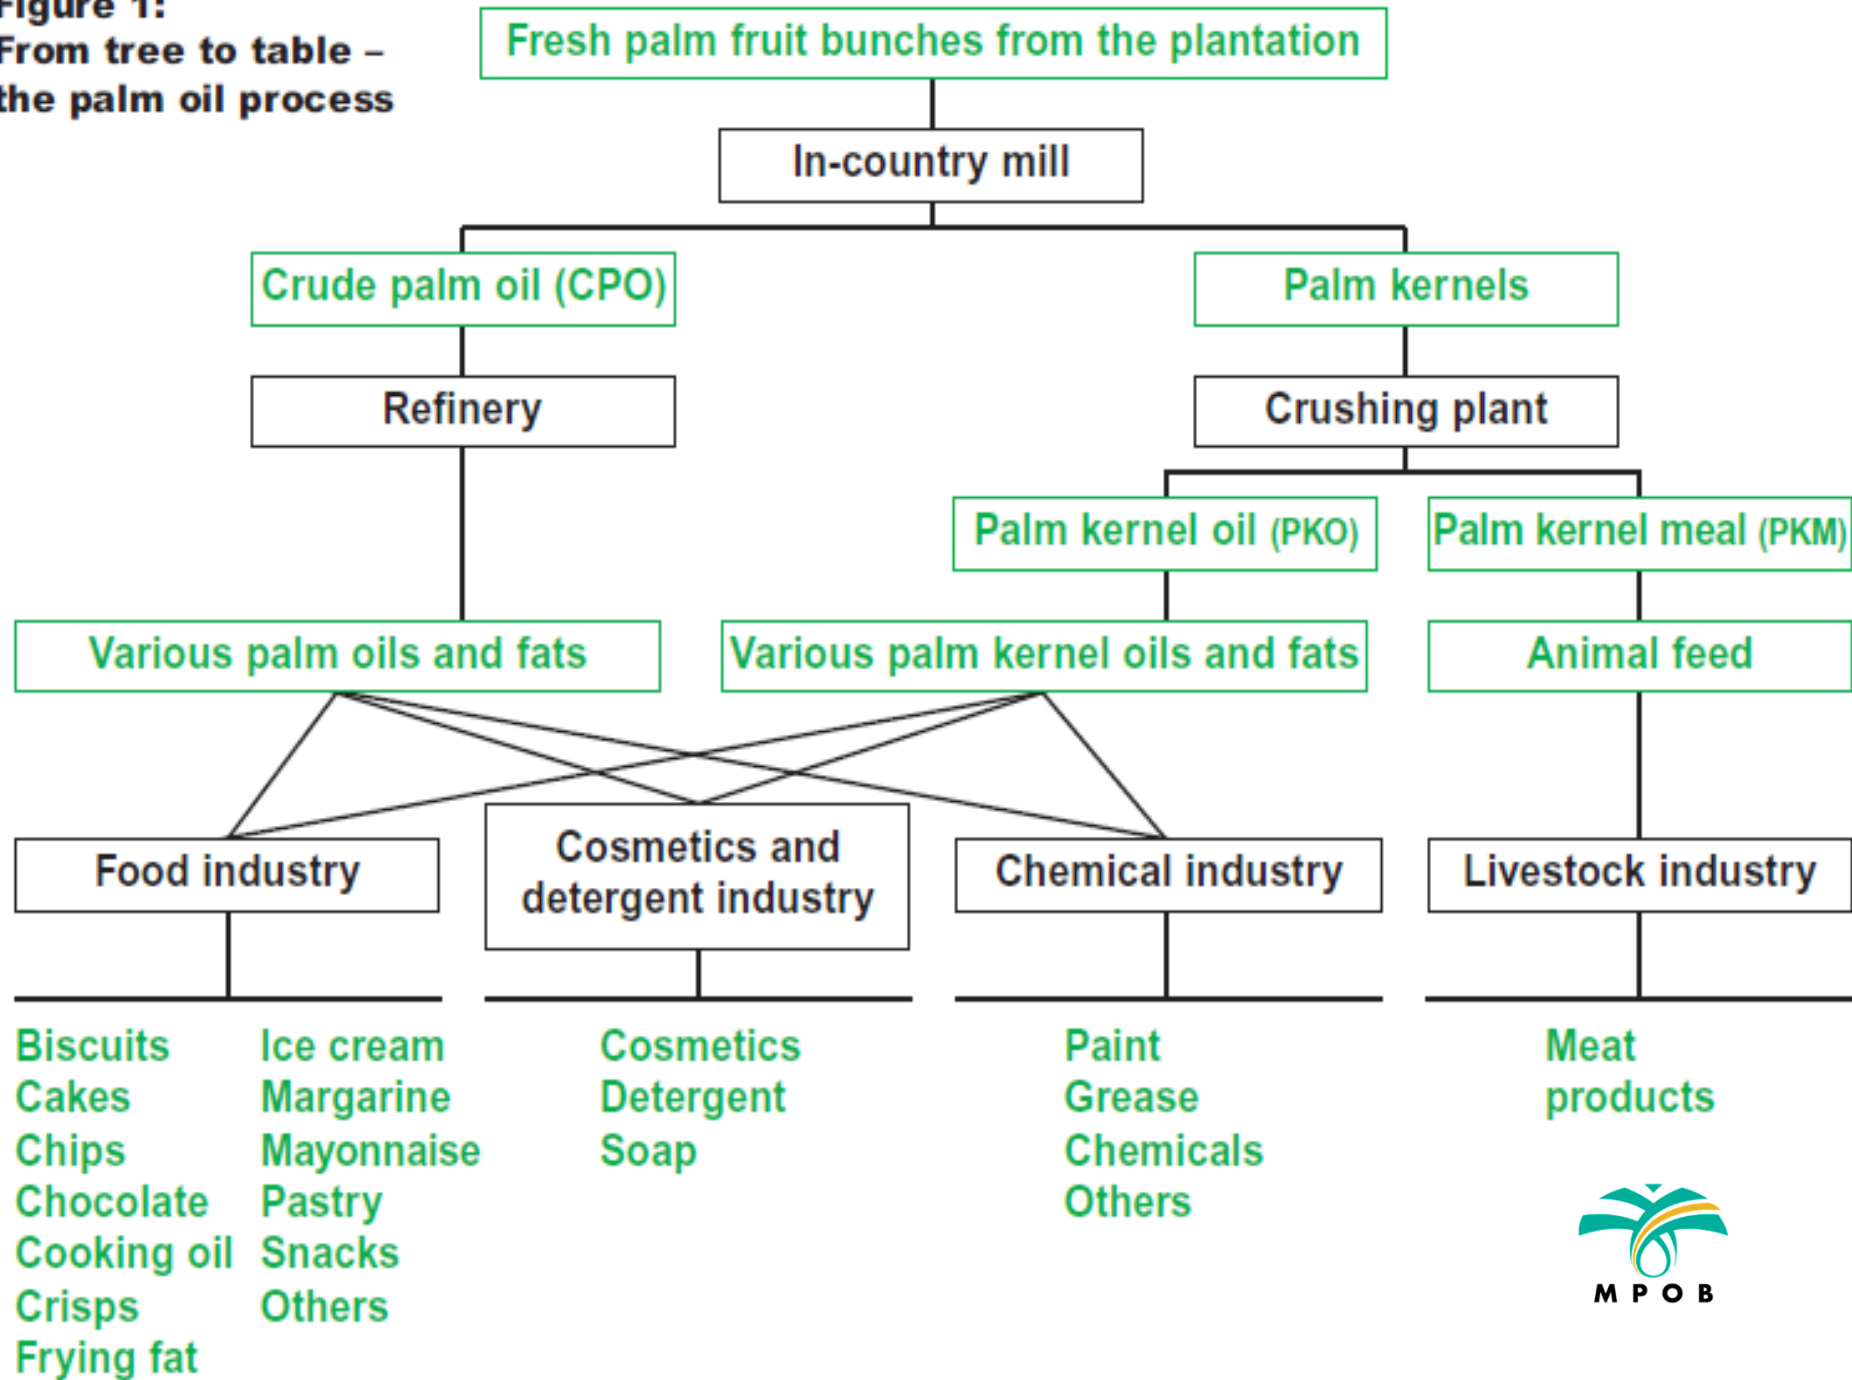 Figure 1:
From tree to table –
the palm oil process
Fresh palm fruit bunches from the plantation
In-country mill
Crude palm oil (CPO)
Palm kernels
Refinery
Crushing plant
Palm kernel oil (PKO)
Palm kernel meal (PKM)
Various palm oils and fats
Various palm kernel oils and fats
Animal feed
Food industry
Cosmetics and
detergent industry
Chemical industry
Livestock industry
Biscuits
Cakes
Chips
Chocolate
Cooking oil
Crisps
Frying fat
Ice cream
Margarine
Mayonnaise
Pastry
Snacks
Others
Cosmetics
Detergent
Soap
Paint
Grease
Chemicals
Others
Meat
products
MPOB